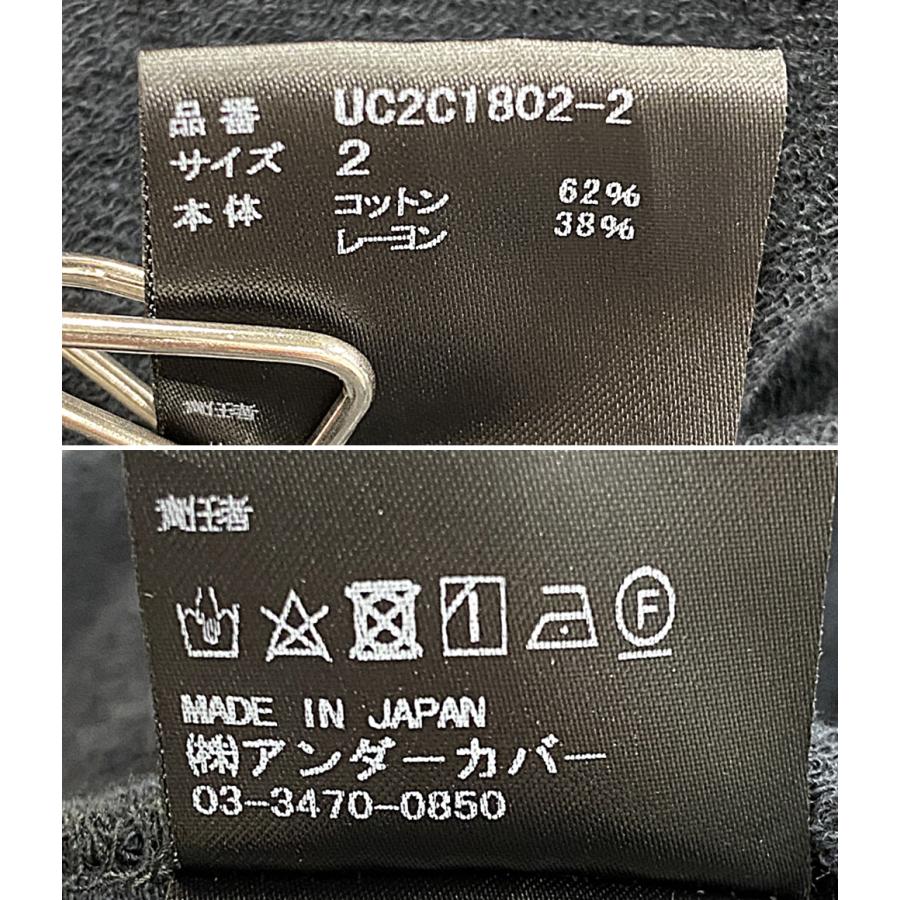 品番 UC2C1802-2
サイズ 2
本体 コットン 62%
レーヨン 38%
F
MADE IN JAPAN
㈱アンダーカバー
03-3470-0850